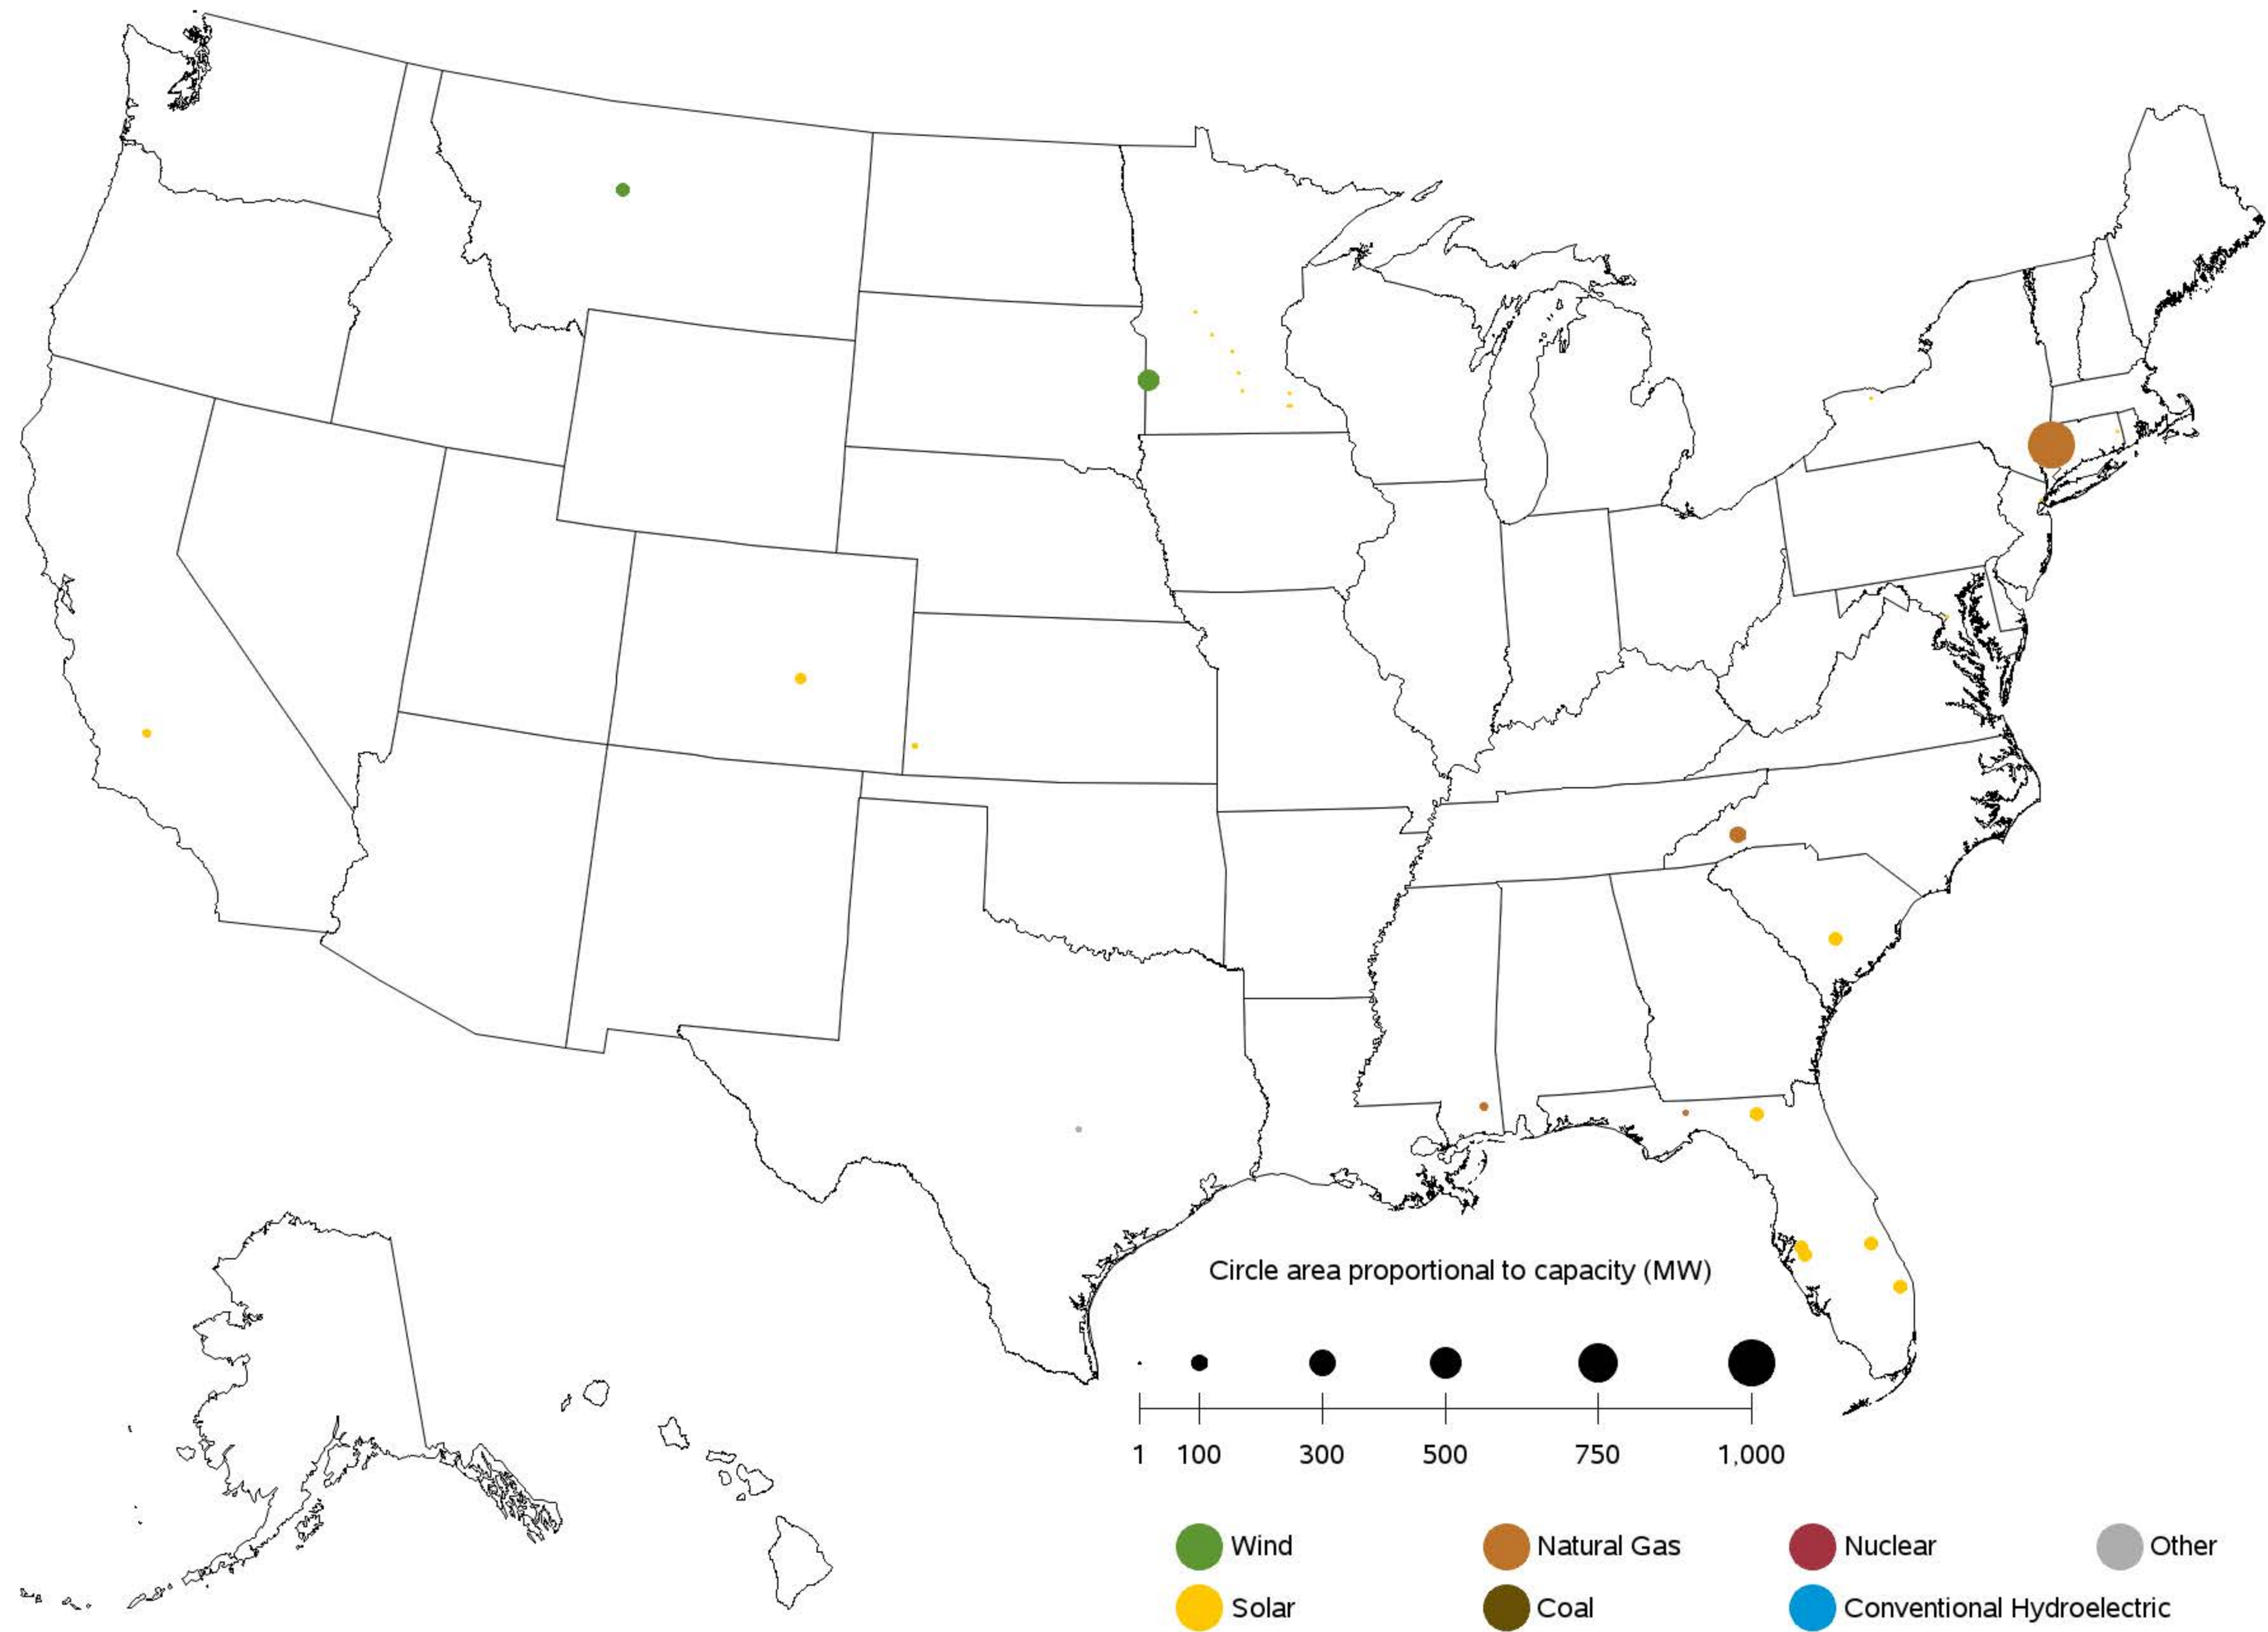 Circle area proportional to capacity (MW)
1 100 300 500 750 1,000
Wind Natural Gas Nuclear Other
Solar Coal Conventional Hydroelectric